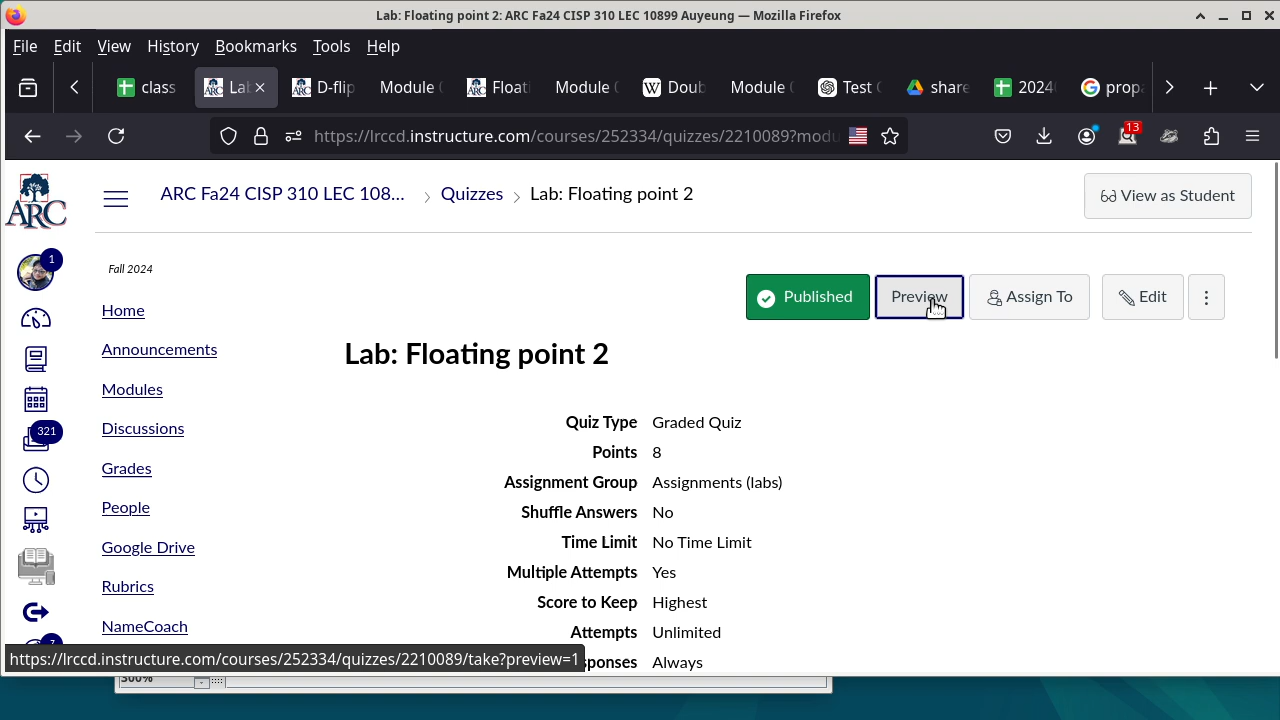 Lab: Floating point 2: ARC Fa24 CISP 310 LEC 10899 Auyeung — Mozilla Firefox
File Edit View History Bookmarks Tools Help
class La D-flip Module Float Module Doub Module Test share 2024 propa
https://lrccd.instructure.com/courses/252334/quizzes/2210089?modu 13
ARC
ARC Fa24 CISP 310 LEC 108... Quizzes Lab: Floating point 2 View as Student
1
Fall 2024
Published Preview Assign To Edit
Home
Announcements
Modules
Discussions
Grades
People
Google Drive
Rubrics
NameCoach
321
Lab: Floating point 2
Quiz Type Graded Quiz
Points 8
Assignment Group Assignments (labs)
Shuffle Answers No
Time Limit No Time Limit
Multiple Attempts Yes
Score to Keep Highest
Attempts Unlimited
sponses Always
https://lrccd.instructure.com/courses/252334/quizzes/2210089/take?preview=1
300%